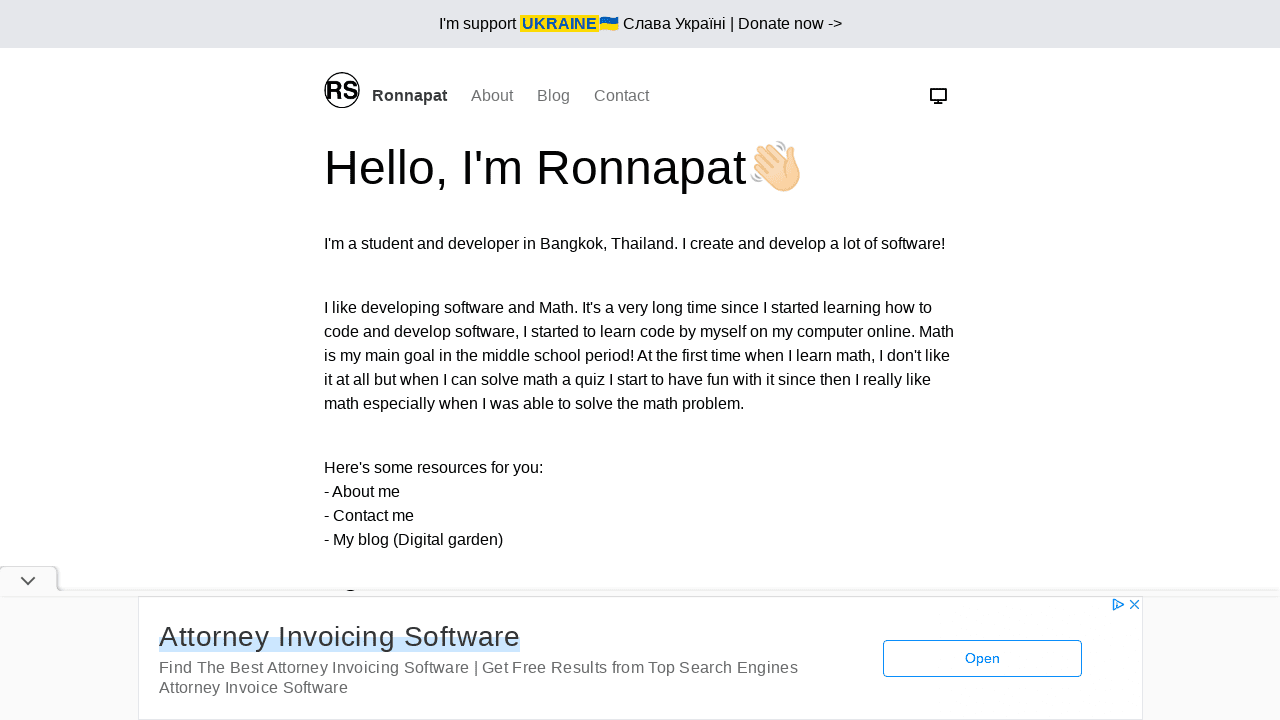 I'm support UKRAINE🇺🇦 Слава Україні | Donate now ->
RS Ronnapat About Blog Contact
Hello, I'm Ronnapat👋🏻
I'm a student and developer in Bangkok, Thailand. I create and develop a lot of software!
I like developing software and Math. It's a very long time since I started learning how to
code and develop software, I started to learn code by myself on my computer online. Math
is my main goal in the middle school period! At the first time when I learn math, I don't like
it at all but when I can solve math a quiz I start to have fun with it since then I really like
math especially when I was able to solve the math problem.
Here's some resources for you:
- About me
- Contact me
- My blog (Digital garden)
Attorney Invoicing Software
Find The Best Attorney Invoicing Software | Get Free Results from Top Search Engines
Attorney Invoice Software
Open